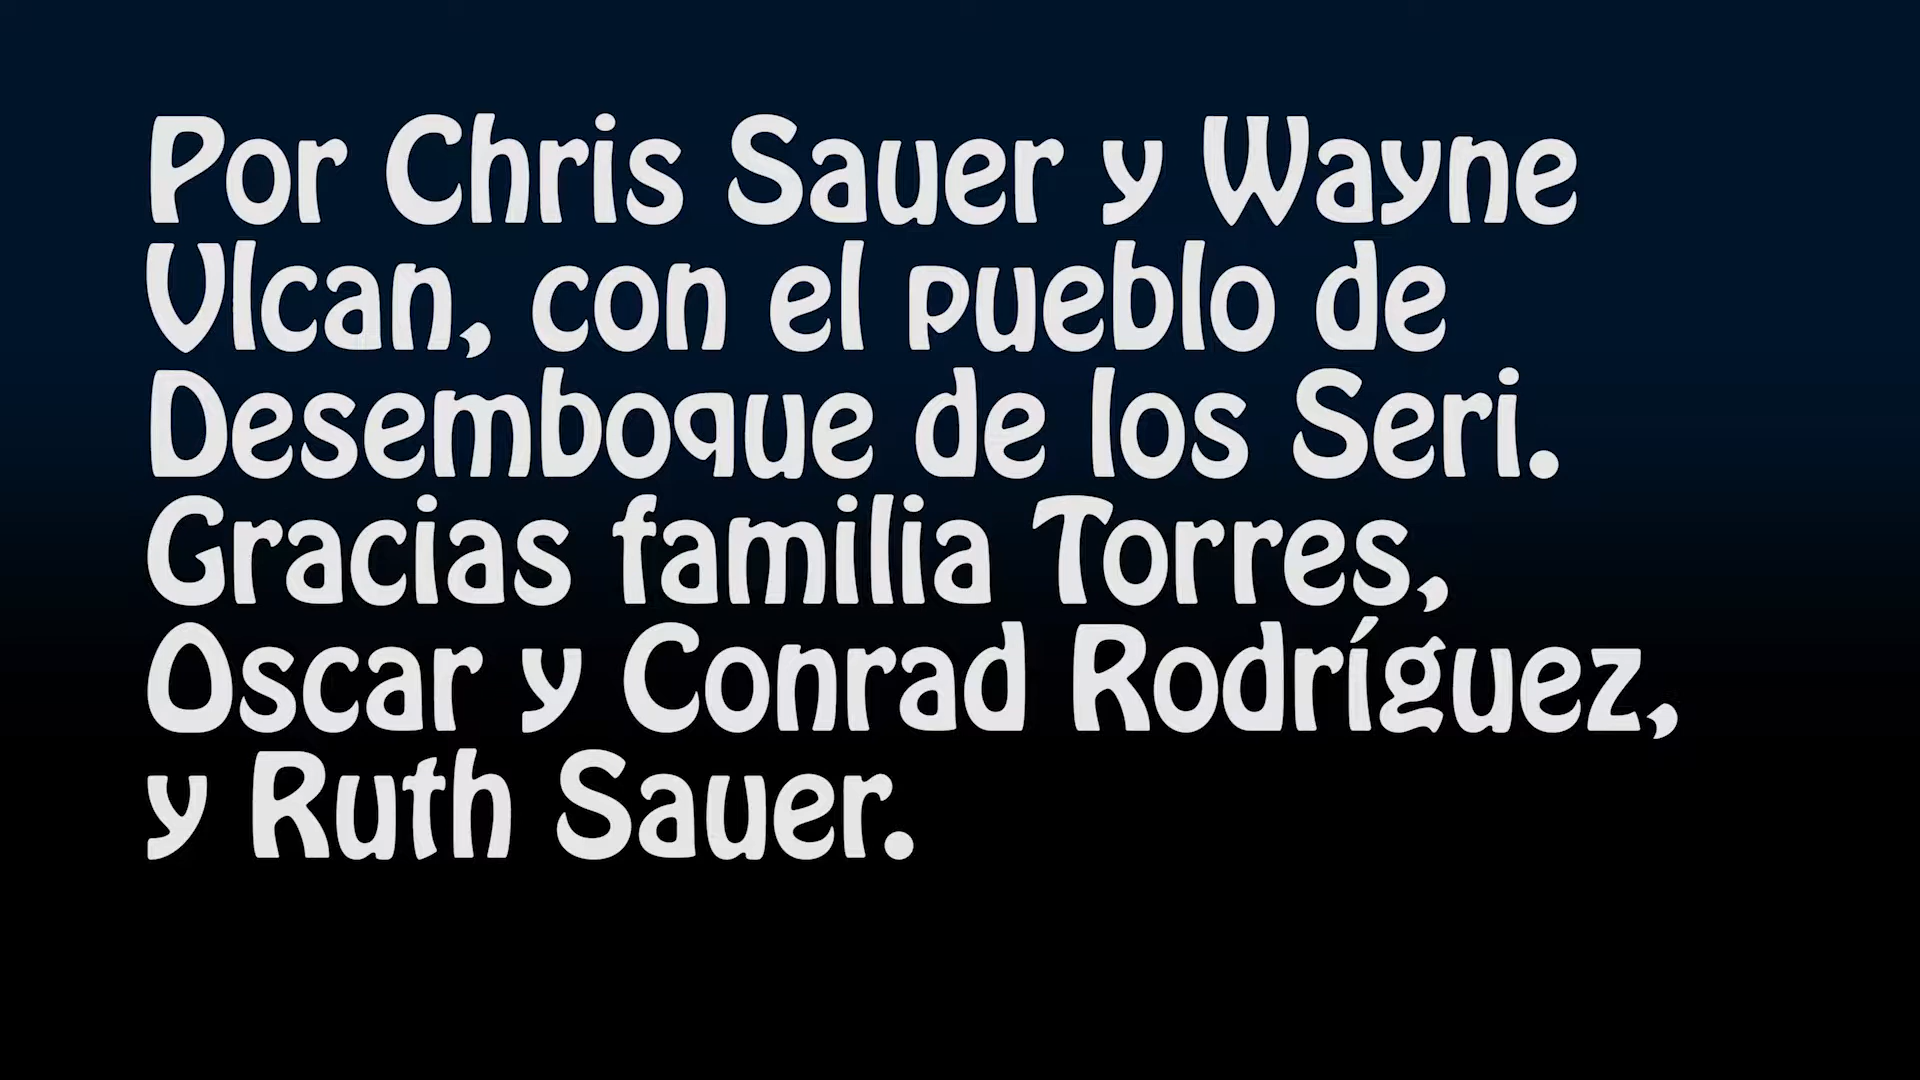 Por Chris Sauer y Wayne
Vlcan, con el pueblo de
Desemboque de los Seri.
Gracias familia Torres,
Oscar y Conrad Rodríguez,
y Ruth Sauer.